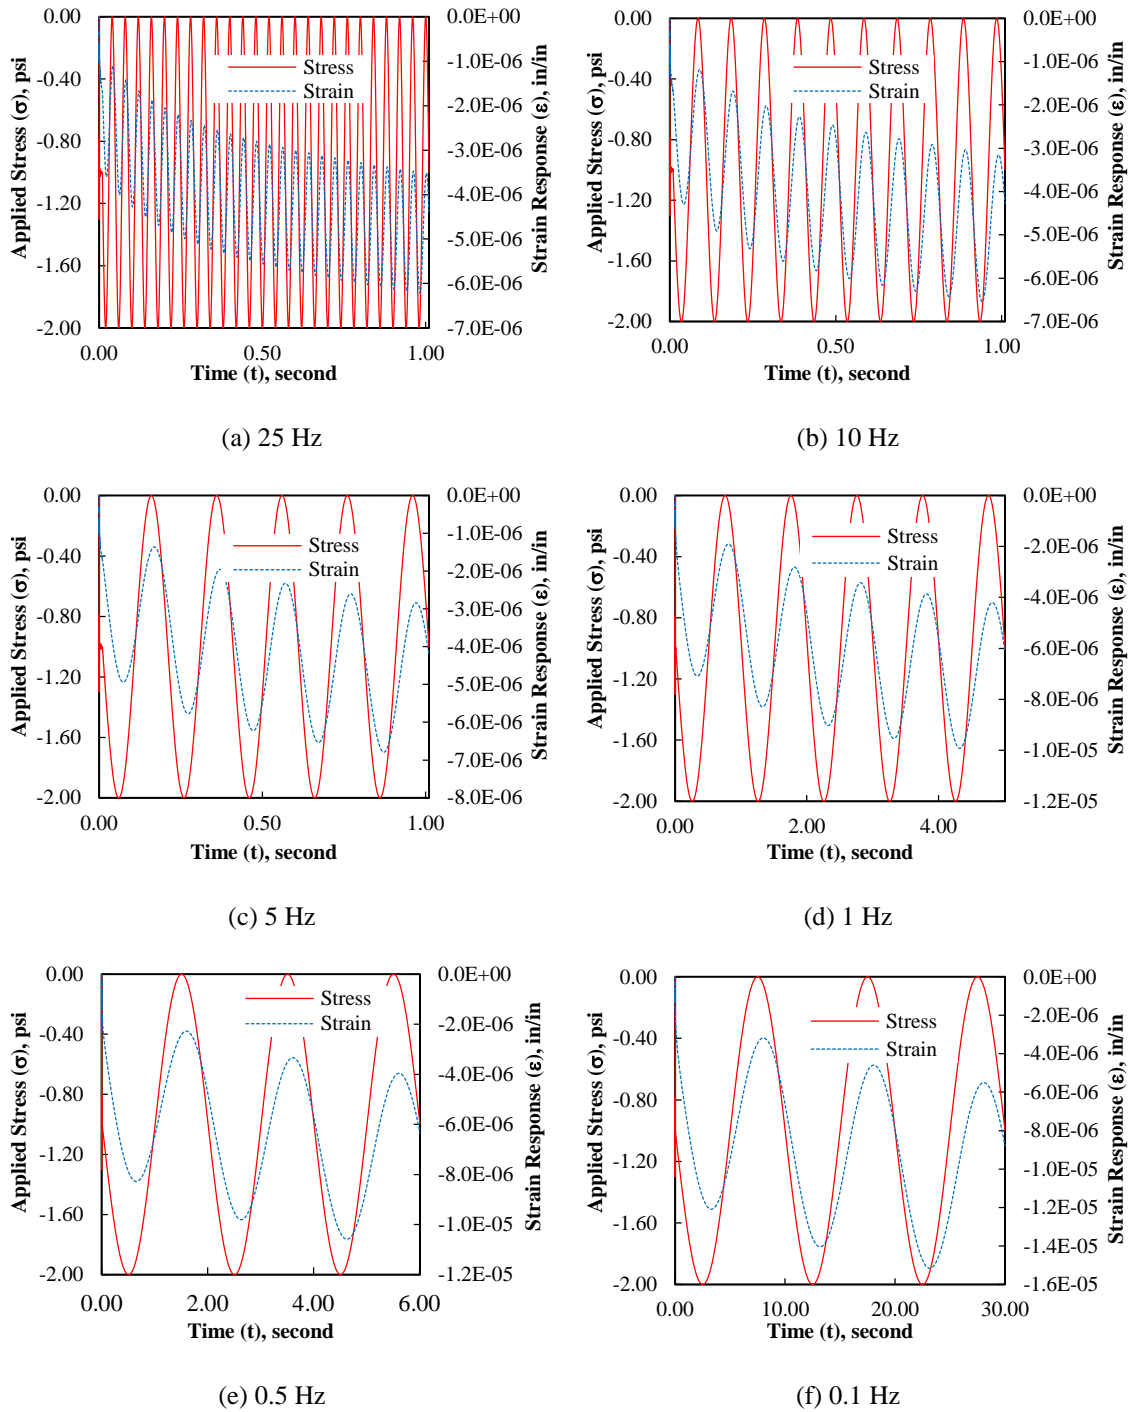 0.00
-0.40
-0.80
-1.20
-1.60
-2.00
Applied Stress (σ), psi
0.0E+00
-1.0E-06
-2.0E-06
-3.0E-06
-4.0E-06
-5.0E-06
-6.0E-06
-7.0E-06
Strain Response (ε), in/in
Stress
Strain
0.00 0.50 1.00
Time (t), second
(a) 25 Hz
0.00
-0.40
-0.80
-1.20
-1.60
-2.00
Applied Stress (σ), psi
0.0E+00
-1.0E-06
-2.0E-06
-3.0E-06
-4.0E-06
-5.0E-06
-6.0E-06
-7.0E-06
Strain Response (ε), in/in
Stress
Strain
0.00 0.50 1.00
Time (t), second
(b) 10 Hz
0.00
-0.40
-0.80
-1.20
-1.60
-2.00
Applied Stress (σ), psi
0.0E+00
-1.0E-06
-2.0E-06
-3.0E-06
-4.0E-06
-5.0E-06
-6.0E-06
-7.0E-06
-8.0E-06
Strain Response (ε), in/in
Stress
Strain
0.00 0.50 1.00
Time (t), second
(c) 5 Hz
0.00
-0.40
-0.80
-1.20
-1.60
-2.00
Applied Stress (σ), psi
0.0E+00
-2.0E-06
-4.0E-06
-6.0E-06
-8.0E-06
-1.0E-05
-1.2E-05
Strain Response (ε), in/in
Stress
Strain
0.00 2.00 4.00
Time (t), second
(d) 1 Hz
0.00
-0.40
-0.80
-1.20
-1.60
-2.00
Applied Stress (σ), psi
0.0E+00
-2.0E-06
-4.0E-06
-6.0E-06
-8.0E-06
-1.0E-05
-1.2E-05
Strain Response (ε), in/in
Stress
Strain
0.00 2.00 4.00 6.00
Time (t), second
(e) 0.5 Hz
0.00
-0.40
-0.80
-1.20
-1.60
-2.00
Applied Stress (σ), psi
0.0E+00
-2.0E-06
-4.0E-06
-6.0E-06
-8.0E-06
-1.0E-05
-1.2E-05
-1.4E-05
-1.6E-05
Strain Response (ε), in/in
Stress
Strain
0.00 10.00 20.00 30.00
Time (t), second
(f) 0.1 Hz